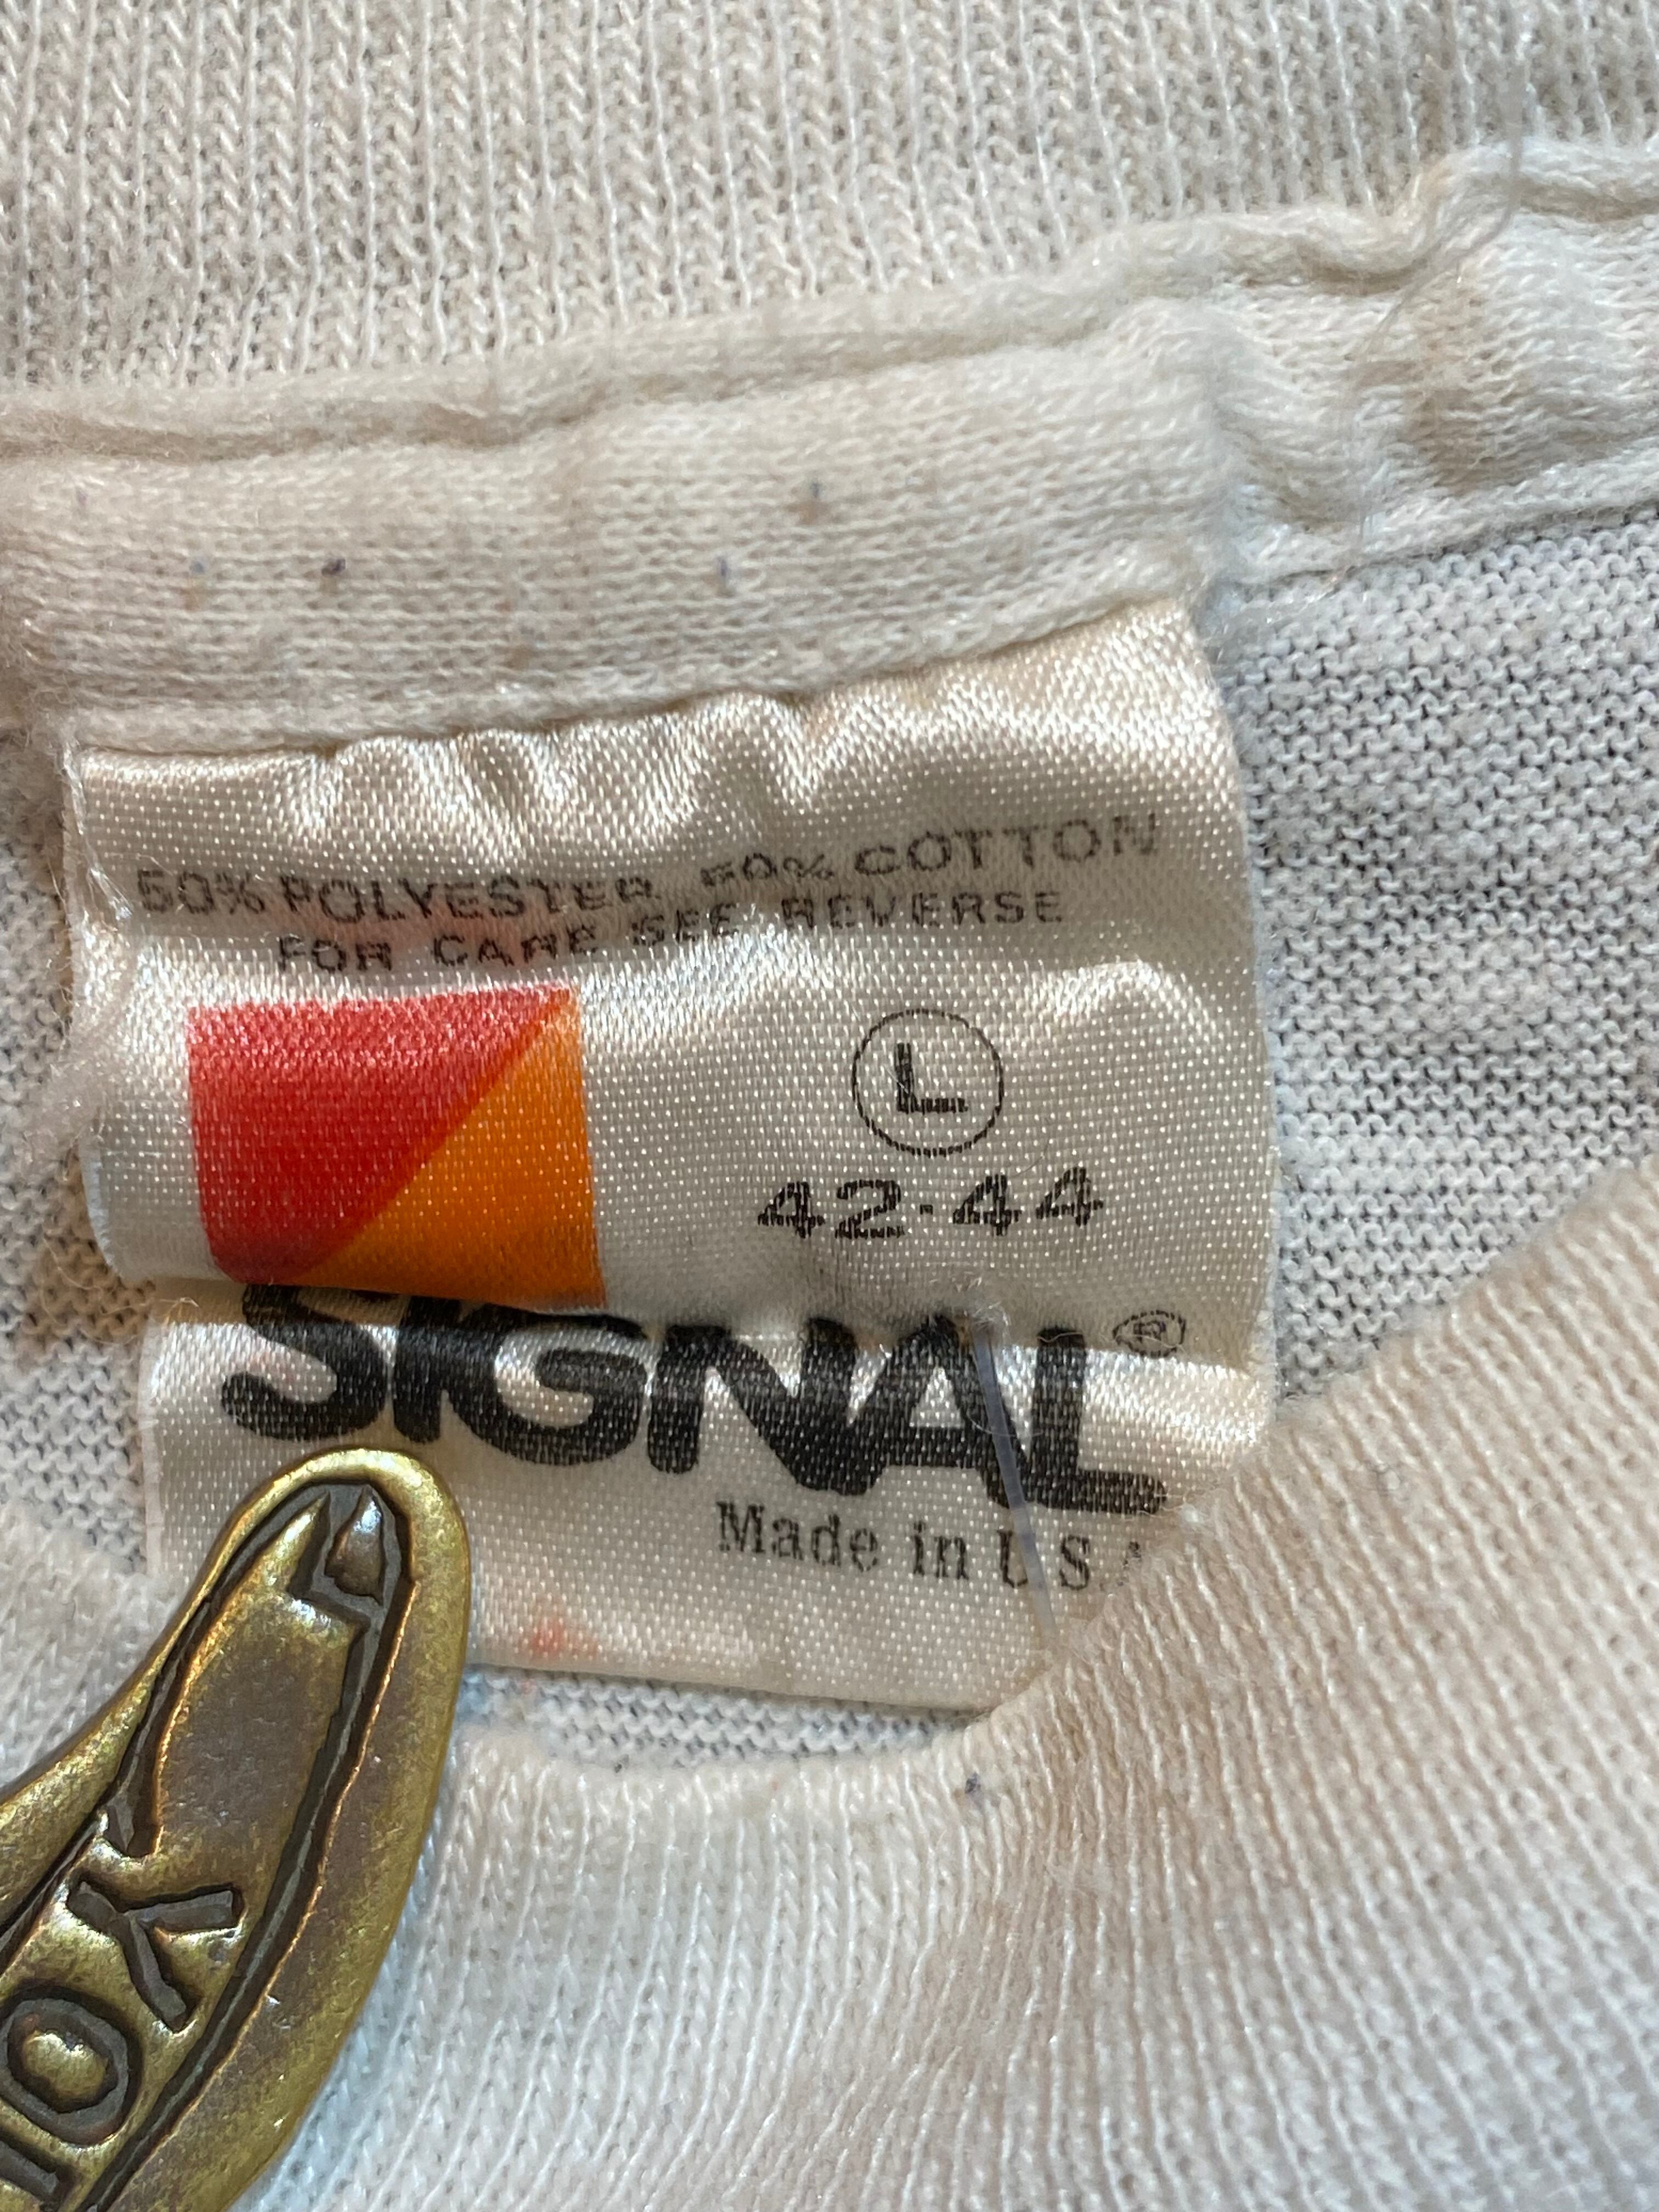 50% POLYESTER 50% COTTON
FOR CARE SEE REVERSE
L
42-44
SIGNAL®
Made in U.S.